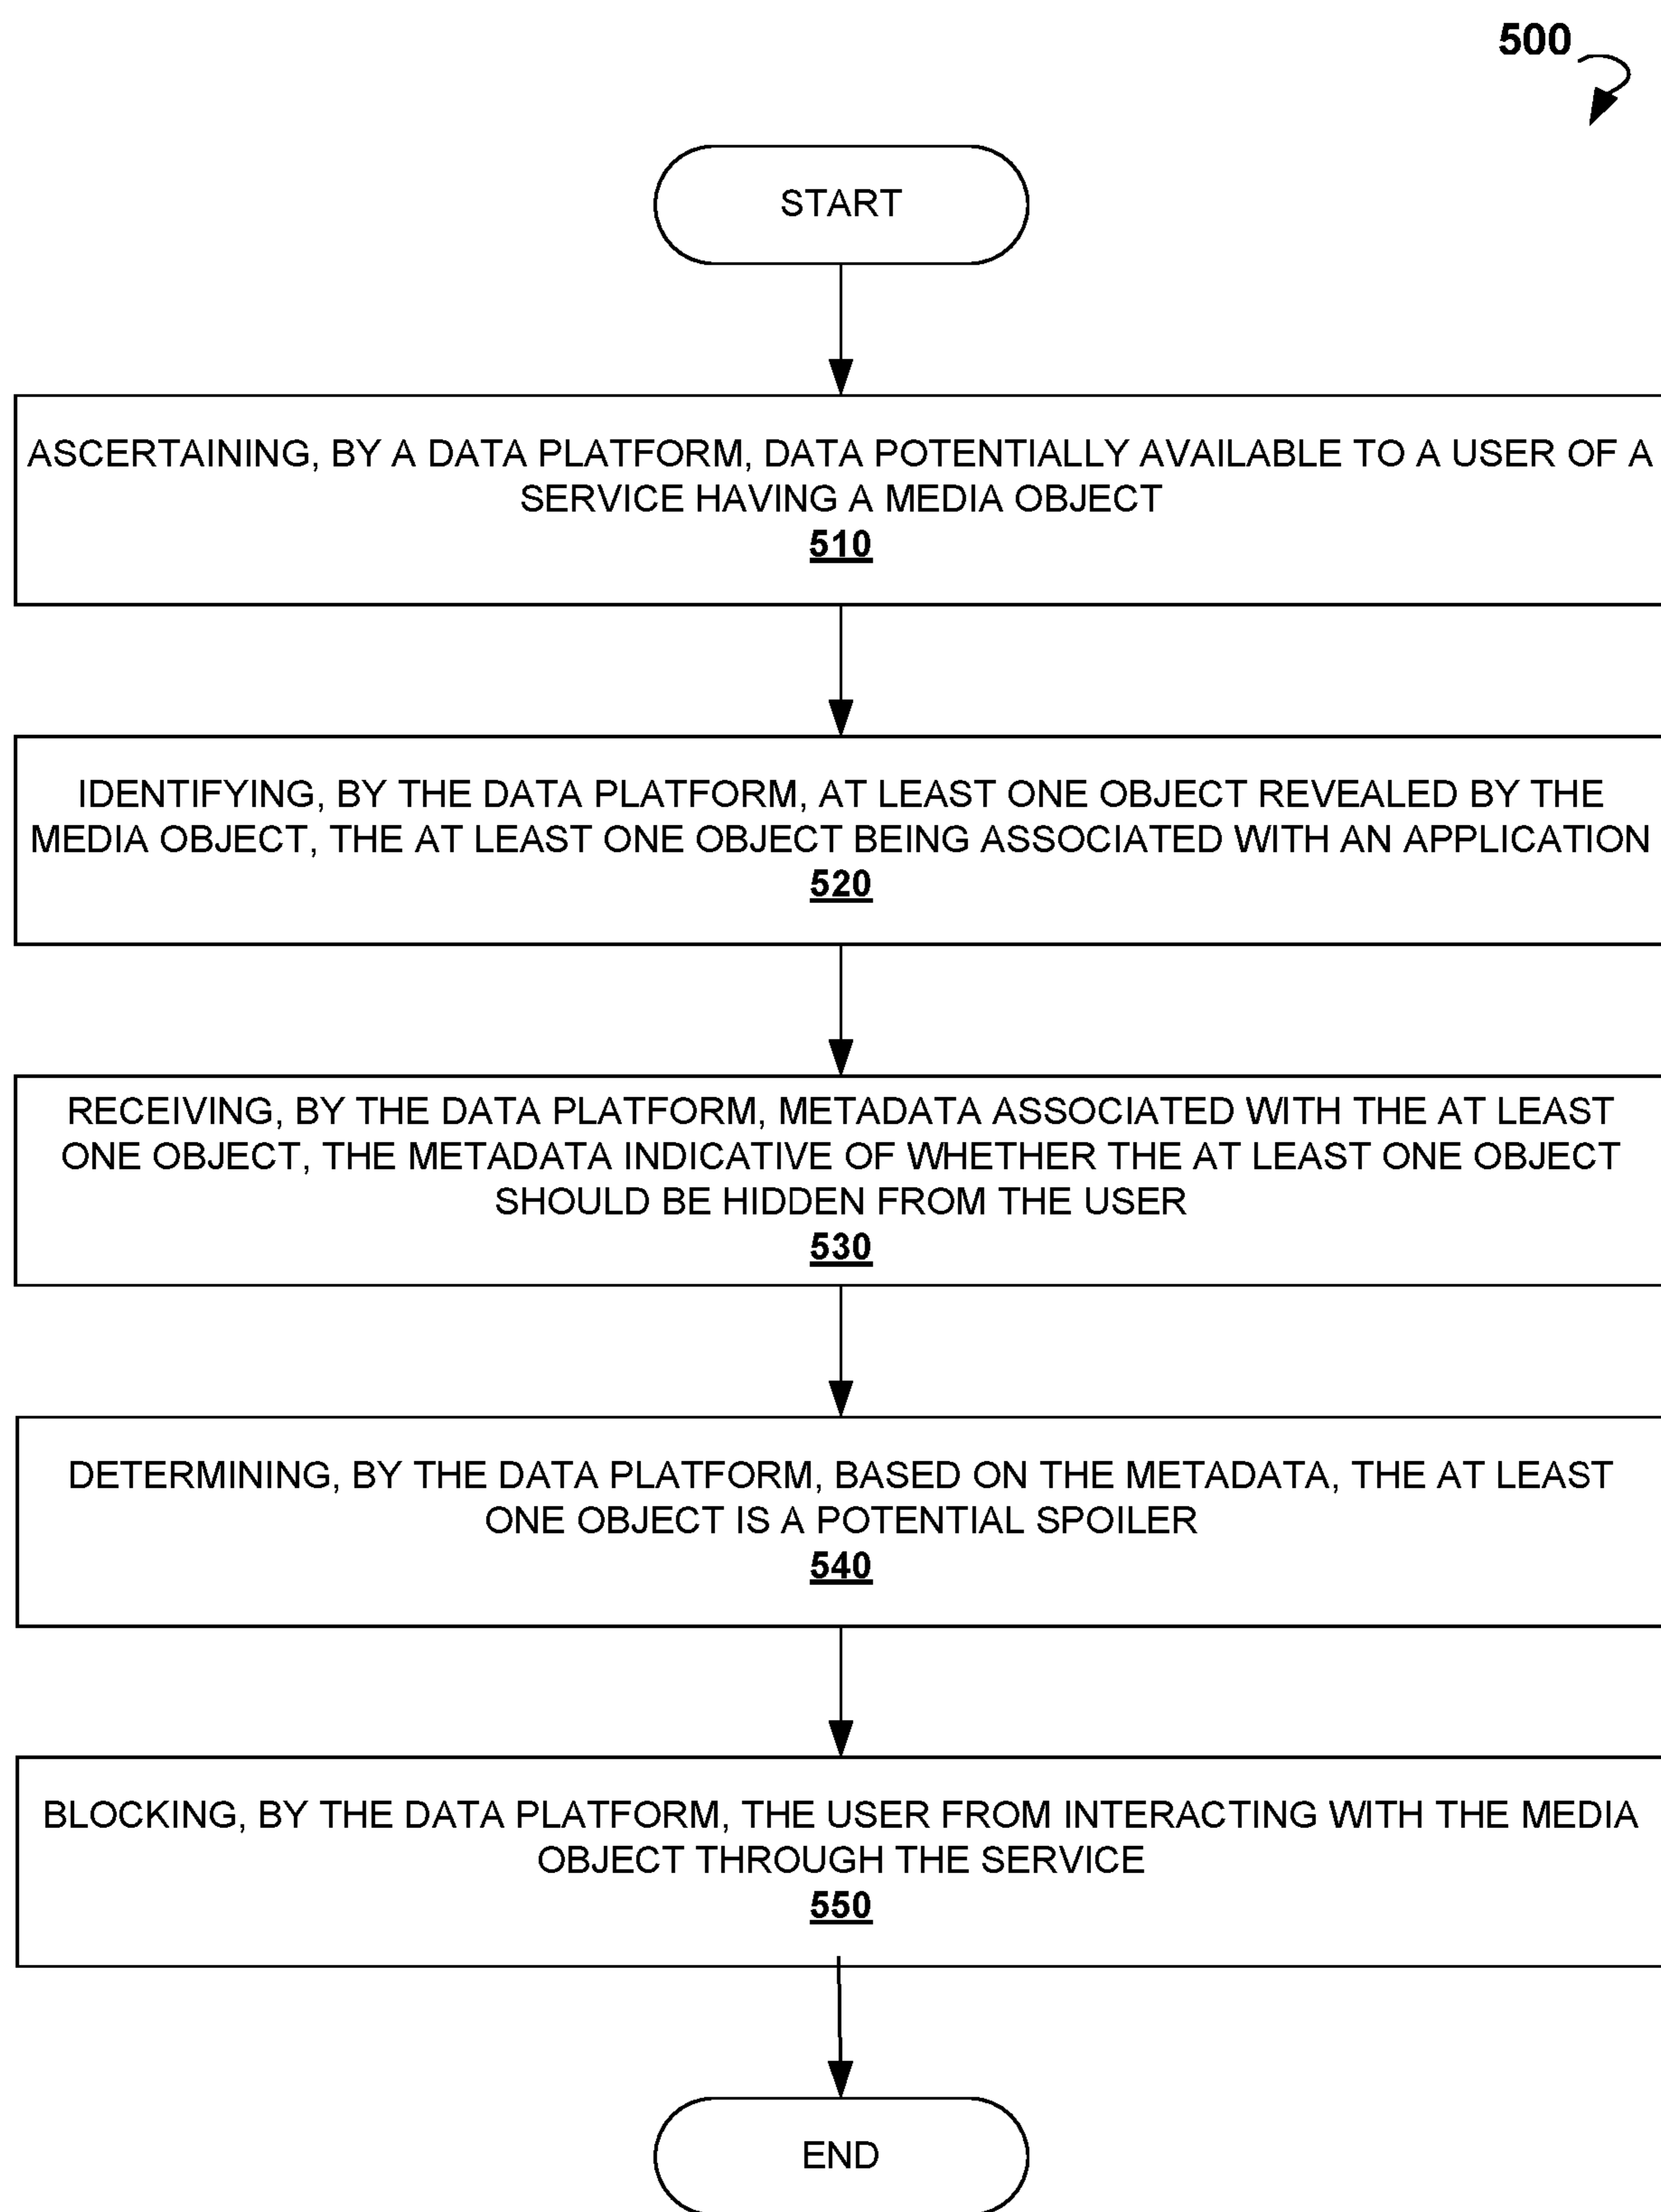 500
START
ASCERTAINING, BY A DATA PLATFORM, DATA POTENTIALLY AVAILABLE TO A USER OF A
SERVICE HAVING A MEDIA OBJECT
510
IDENTIFYING, BY THE DATA PLATFORM, AT LEAST ONE OBJECT REVEALED BY THE
MEDIA OBJECT, THE AT LEAST ONE OBJECT BEING ASSOCIATED WITH AN APPLICATION
520
RECEIVING, BY THE DATA PLATFORM, METADATA ASSOCIATED WITH THE AT LEAST
ONE OBJECT, THE METADATA INDICATIVE OF WHETHER THE AT LEAST ONE OBJECT
SHOULD BE HIDDEN FROM THE USER
530
DETERMINING, BY THE DATA PLATFORM, BASED ON THE METADATA, THE AT LEAST
ONE OBJECT IS A POTENTIAL SPOILER
540
BLOCKING, BY THE DATA PLATFORM, THE USER FROM INTERACTING WITH THE MEDIA
OBJECT THROUGH THE SERVICE
550
END